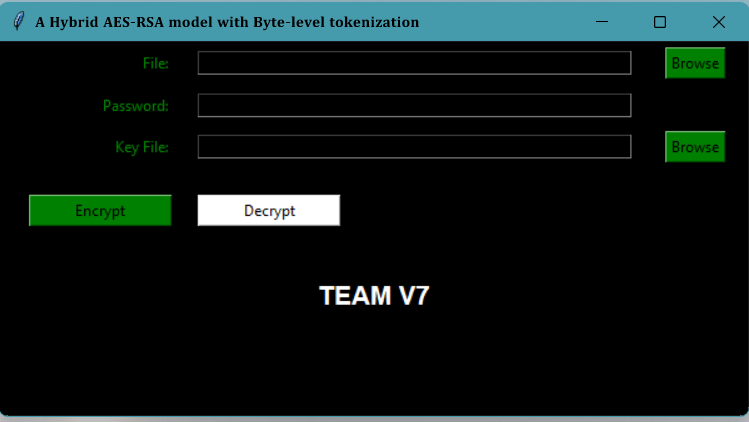 A Hybrid AES-RSA model with Byte-level tokenization
File: Browse
Password:
Key File: Browse
Encrypt Decrypt
TEAM V7